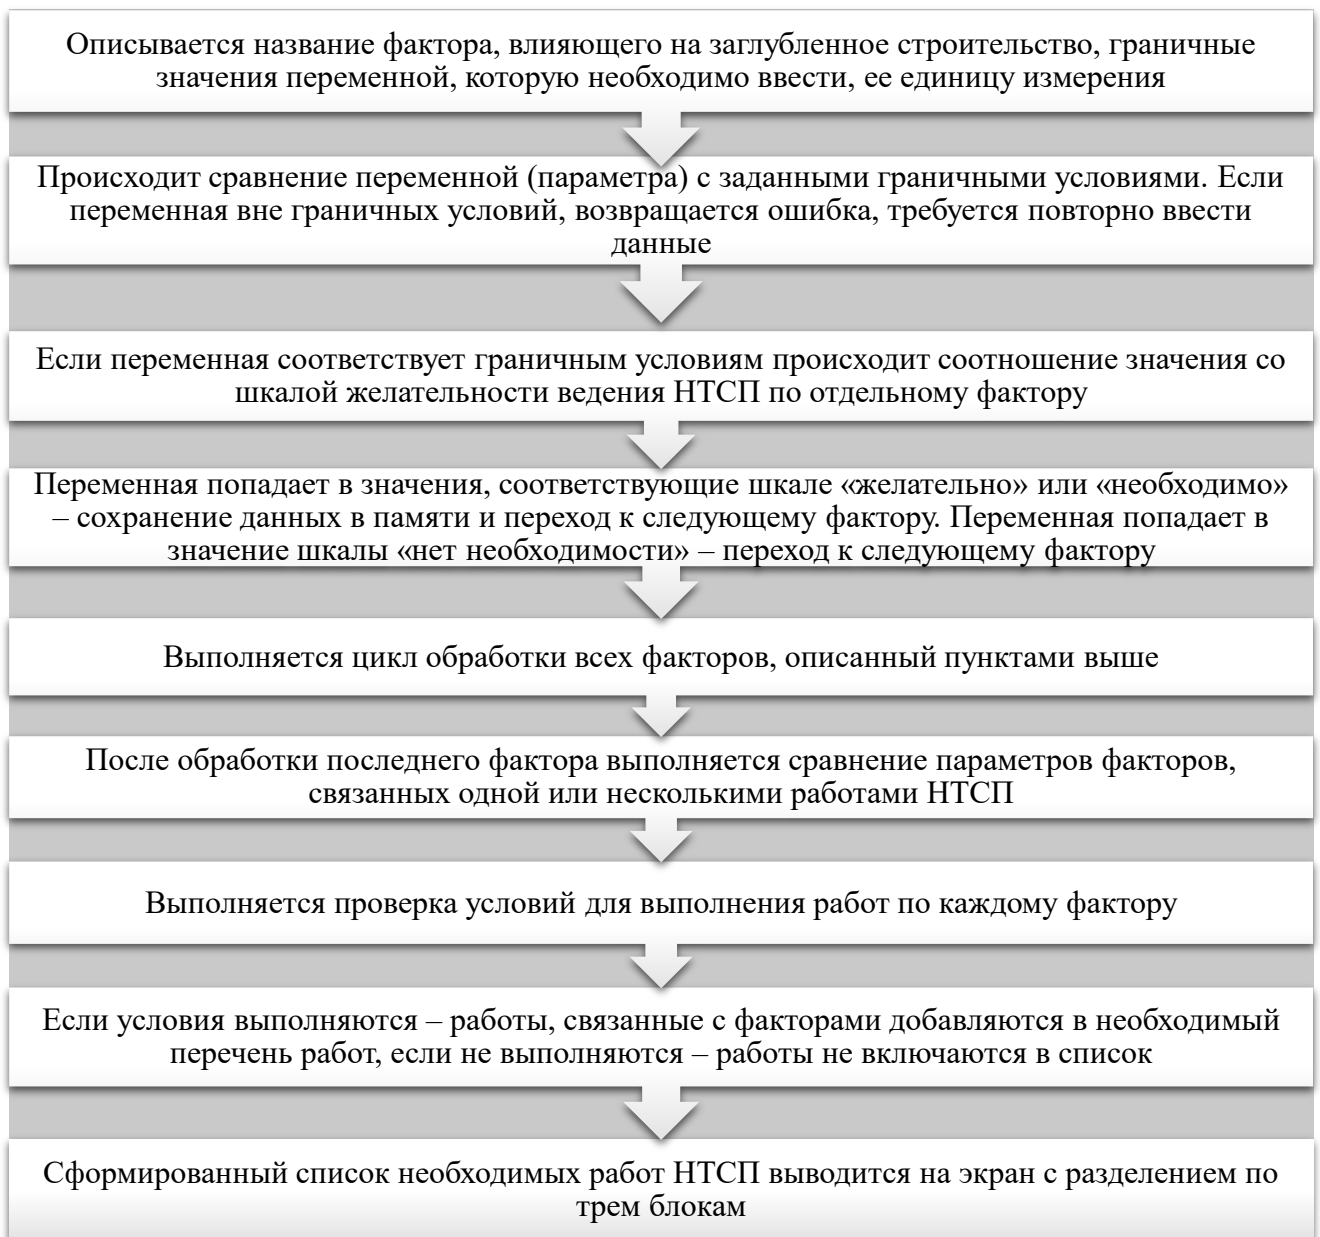 Описывается название фактора, влияющего на заглубленное строительство, граничные
значения переменной, которую необходимо ввести, ее единицу измерения
Происходит сравнение переменной (параметра) с заданными граничными условиями. Если
переменная вне граничных условий, возвращается ошибка, требуется повторно ввести
данные
Если переменная соответствует граничным условиям происходит соотношение значения со
шкалой желательности ведения НТСП по отдельному фактору
Переменная попадает в значения, соответствующие шкале «желательно» или «необходимо»
– сохранение данных в памяти и переход к следующему фактору. Переменная попадает в
значение шкалы «нет необходимости» – переход к следующему фактору
Выполняется цикл обработки всех факторов, описанный пунктами выше
После обработки последнего фактора выполняется сравнение параметров факторов,
связанных одной или несколькими работами НТСП
Выполняется проверка условий для выполнения работ по каждому фактору
Если условия выполняются – работы, связанные с факторами добавляются в необходимый
перечень работ, если не выполняются – работы не включаются в список
Сформированный список необходимых работ НТСП выводится на экран с разделением по
трем блокам